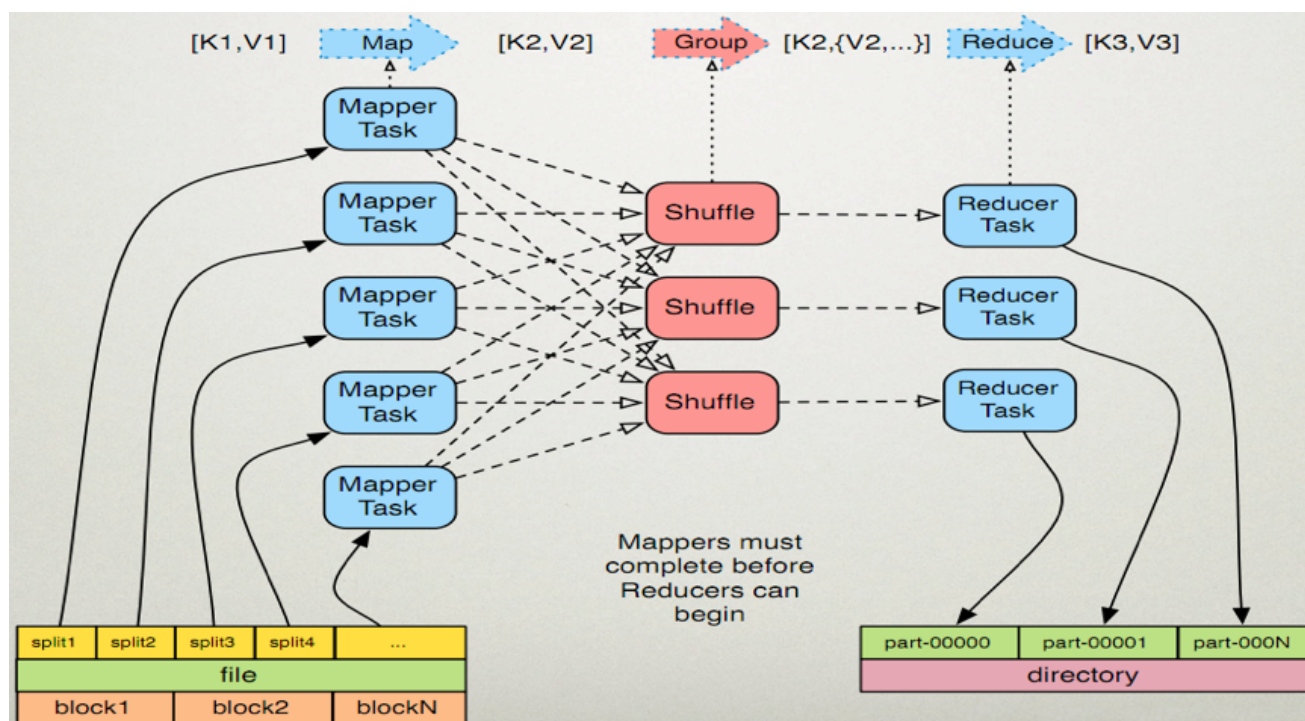 [K1,V1] Map [K2,V2] Group [K2,{V2,...}] Reduce [K3,V3]
Mapper
Task
Mapper
Task
Mapper
Task
Mapper
Task
Mapper
Task
Shuffle
Shuffle
Shuffle
Reducer
Task
Reducer
Task
Reducer
Task
Mappers must
complete before
Reducers can
begin
split1 split2 split3 split4 ...
file
block1 block2 blockN
part-00000 part-00001 part-000N
directory